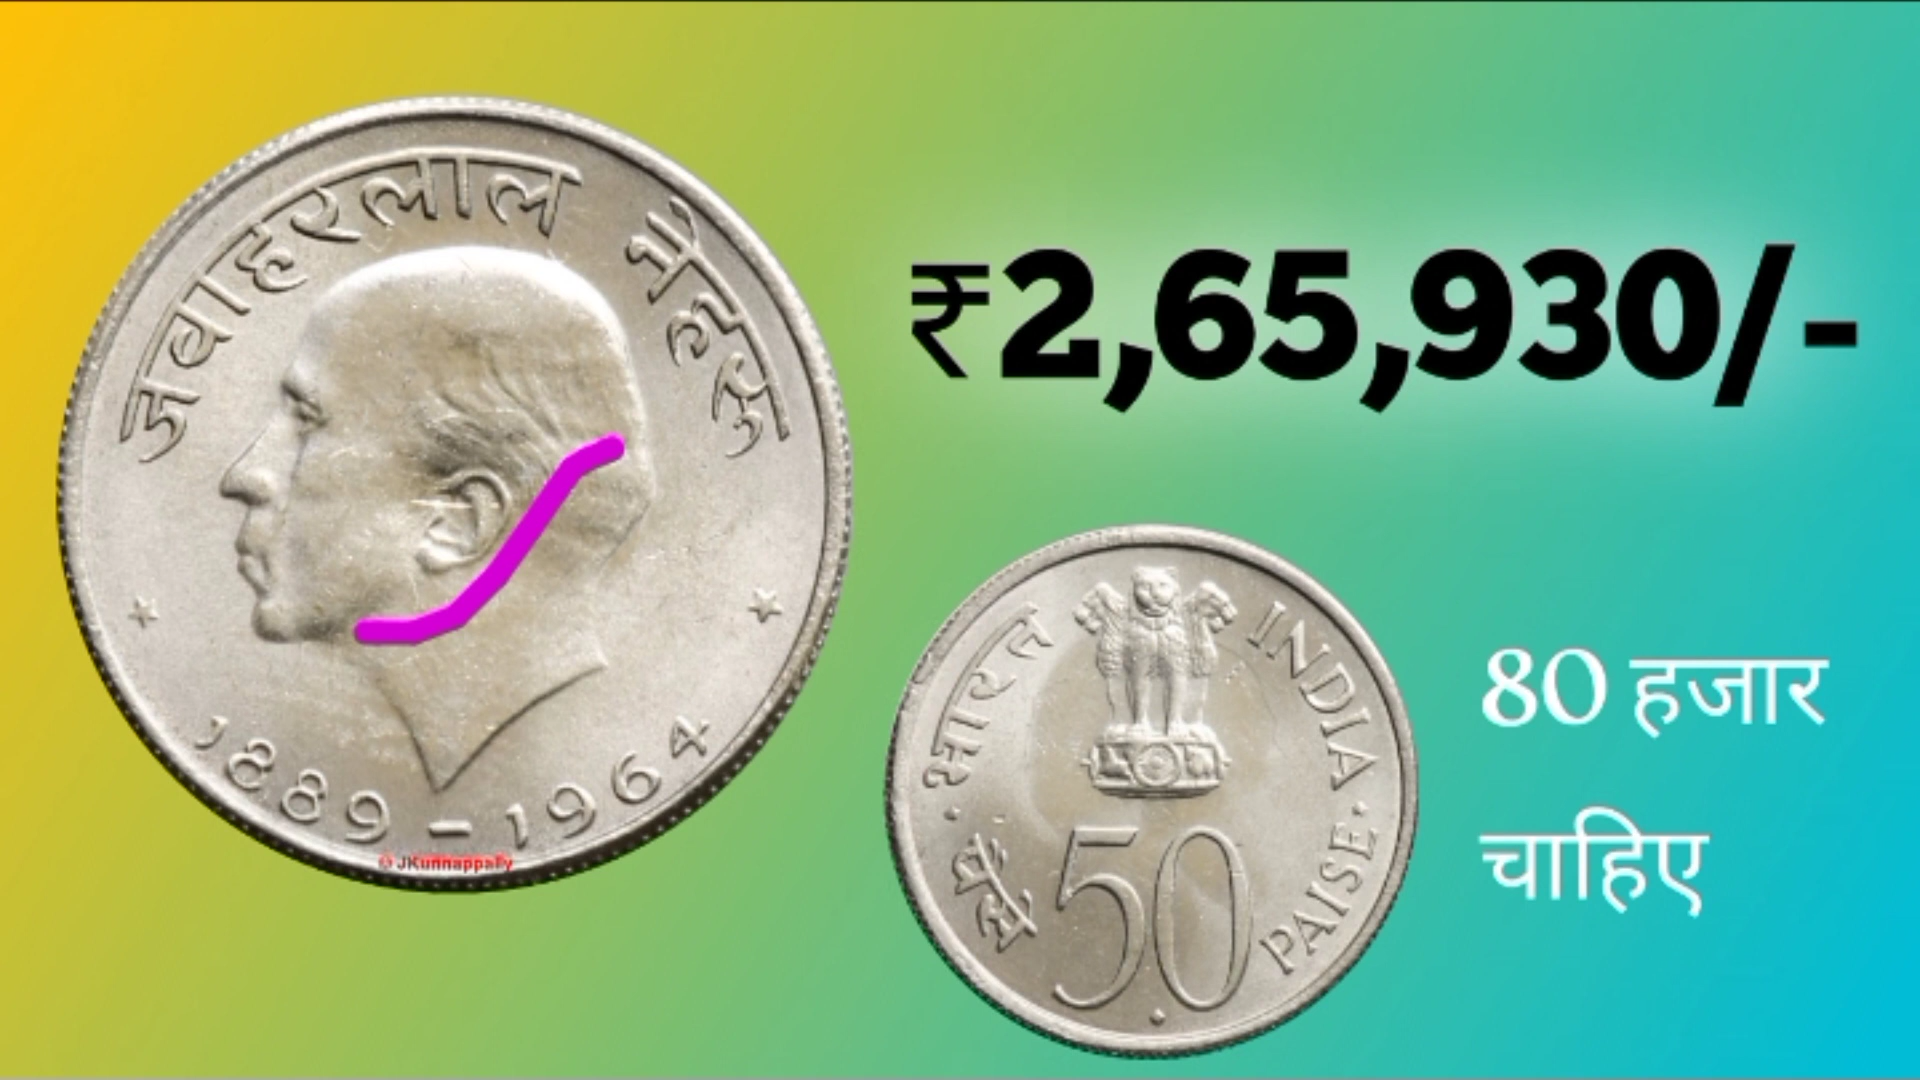 जवाहरलाल नेहरू
1889-1964
© JKunnappally
₹2,65,930/-
भारत INDIA
पैसे 50 PAISE
80 हजार
चाहिए